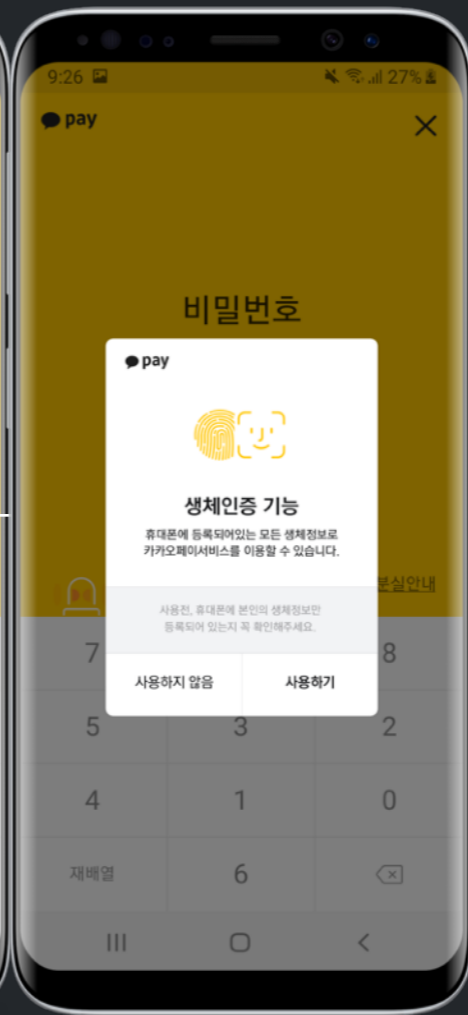 9:26
27%
pay
비밀번호
pay
생체인증 기능
휴대폰에 등록되어있는 모든 생체정보로
카카오페이서비스를 이용할 수 있습니다.
분실안내
사용전, 휴대폰에 본인의 생체정보만
등록되어 있는지 꼭 확인해주세요.
7
8
사용하지 않음
사용하기
5
3
2
4
1
0
재배열
6